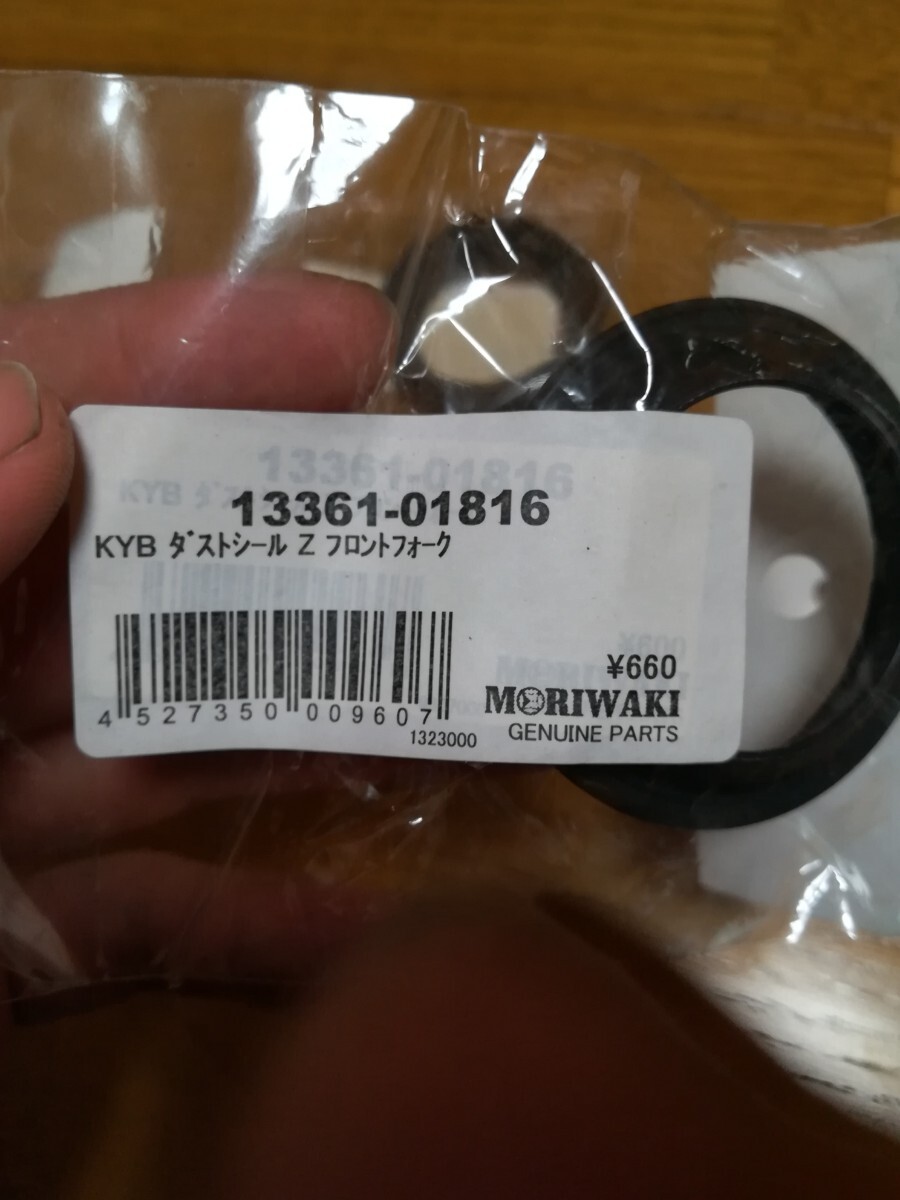 13361-01816
KYB ﾀﾞｽﾄｼｰﾙ Z ﾌﾛﾝﾄﾌｫｰｸ
¥660
4 527350 009607
MORIWAKI
1323000
GENUINE PARTS